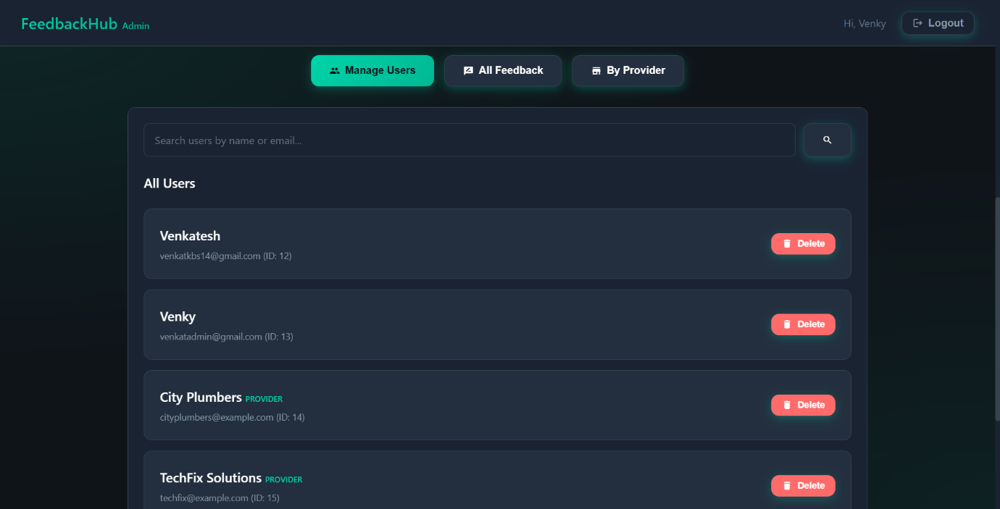 FeedbackHub Admin
Hi, Venky
Logout
Manage Users
All Feedback
By Provider
Search users by name or email...
All Users
Venkatesh
venkatkbs14@gmail.com (ID: 12)
Delete
Venky
venkatadmin@gmail.com (ID: 13)
Delete
City Plumbers PROVIDER
cityplumbers@example.com (ID: 14)
Delete
TechFix Solutions PROVIDER
techfix@example.com (ID: 15)
Delete